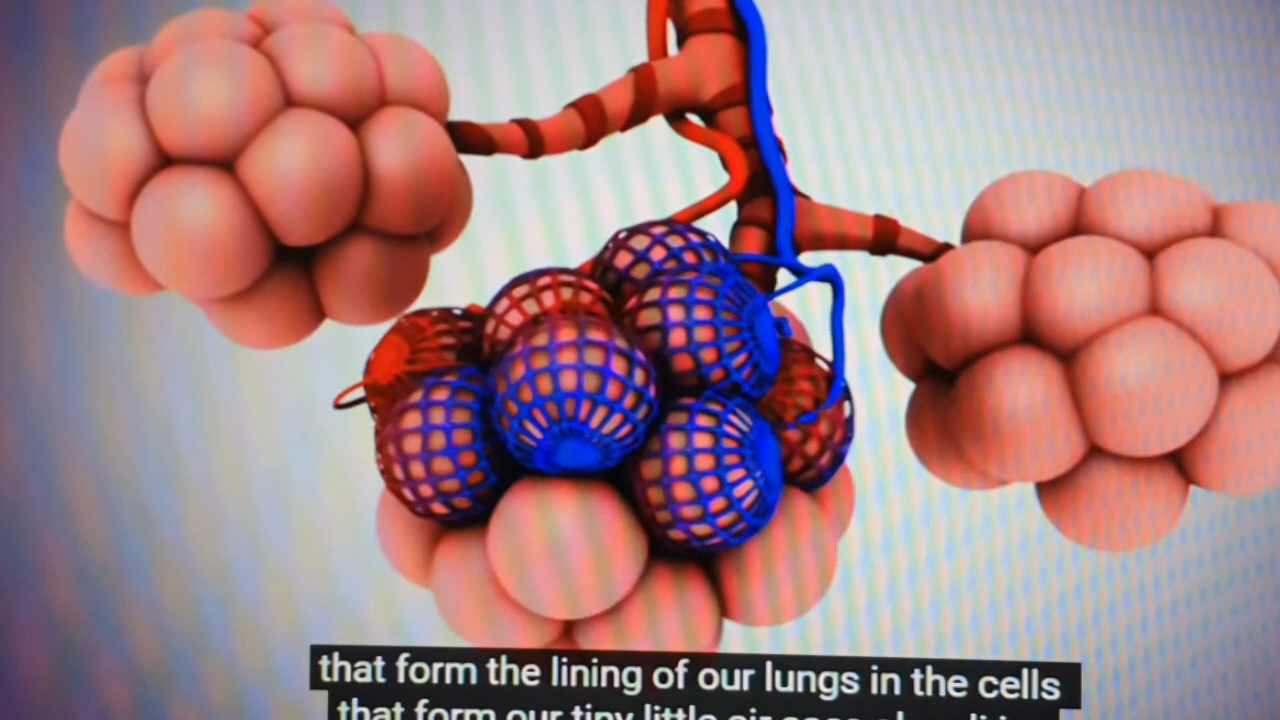 that form the lining of our lungs in the cells
that form our tiny little air sacs